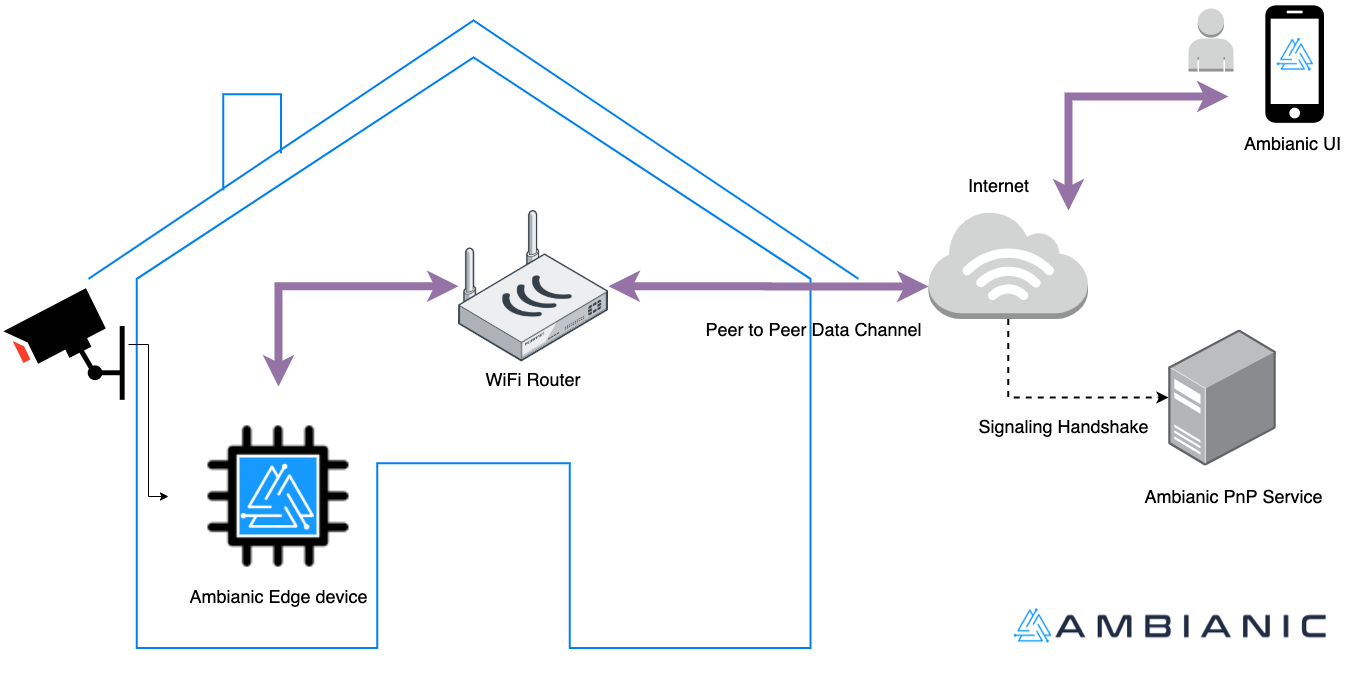 Ambianic UI
Internet
Peer to Peer Data Channel
WiFi Router
Signaling Handshake
Ambianic PnP Service
Ambianic Edge device
AMBIANIC